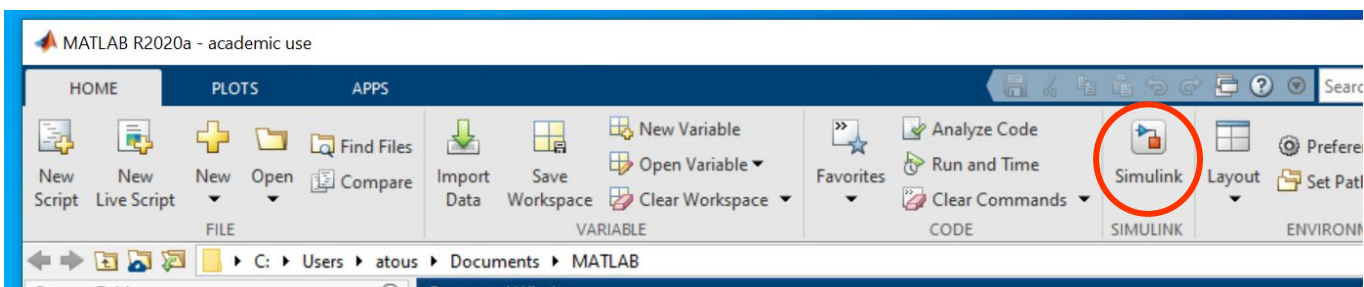 MATLAB R2020a - academic use
HOME PLOTS APPS
New Script
New Live Script
New
Open
Find Files
Compare
FILE
Import Data
Save Workspace
New Variable
Open Variable
Clear Workspace
VARIABLE
Favorites
Analyze Code
Run and Time
Clear Commands
CODE
Simulink
SIMULINK
Layout
Prefere
Set Path
ENVIRONM
Searc
C: Users atous Documents MATLAB